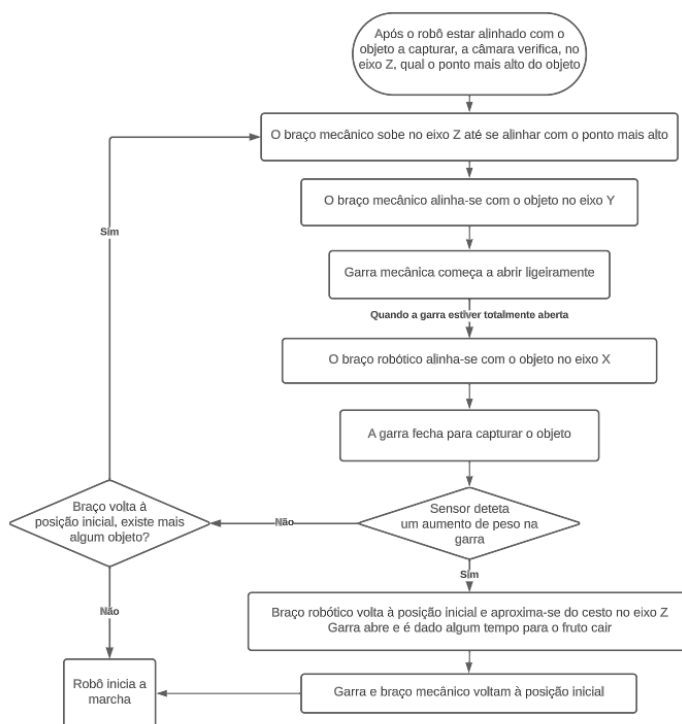 Após o robô estar alinhado com o
objeto a capturar, a câmara verifica, no
eixo Z, qual o ponto mais alto do objeto
O braço mecânico sobe no eixo Z até se alinhar com o ponto mais alto
O braço mecânico alinha-se com o objeto no eixo Y
Sim
Garra mecânica começa a abrir ligeiramente
Quando a garra estiver totalmente aberta
O braço robótico alinha-se com o objeto no eixo X
A garra fecha para capturar o objeto
Sensor deteta
um aumento de peso na
garra
Não
Braço volta à
posição inicial, existe mais
algum objeto?
Sim
Não
Braço robótico volta à posição inicial e aproxima-se do cesto no eixo Z
Garra abre e é dado algum tempo para o fruto cair
Garra e braço mecânico voltam à posição inicial
Robô inicia a
marcha